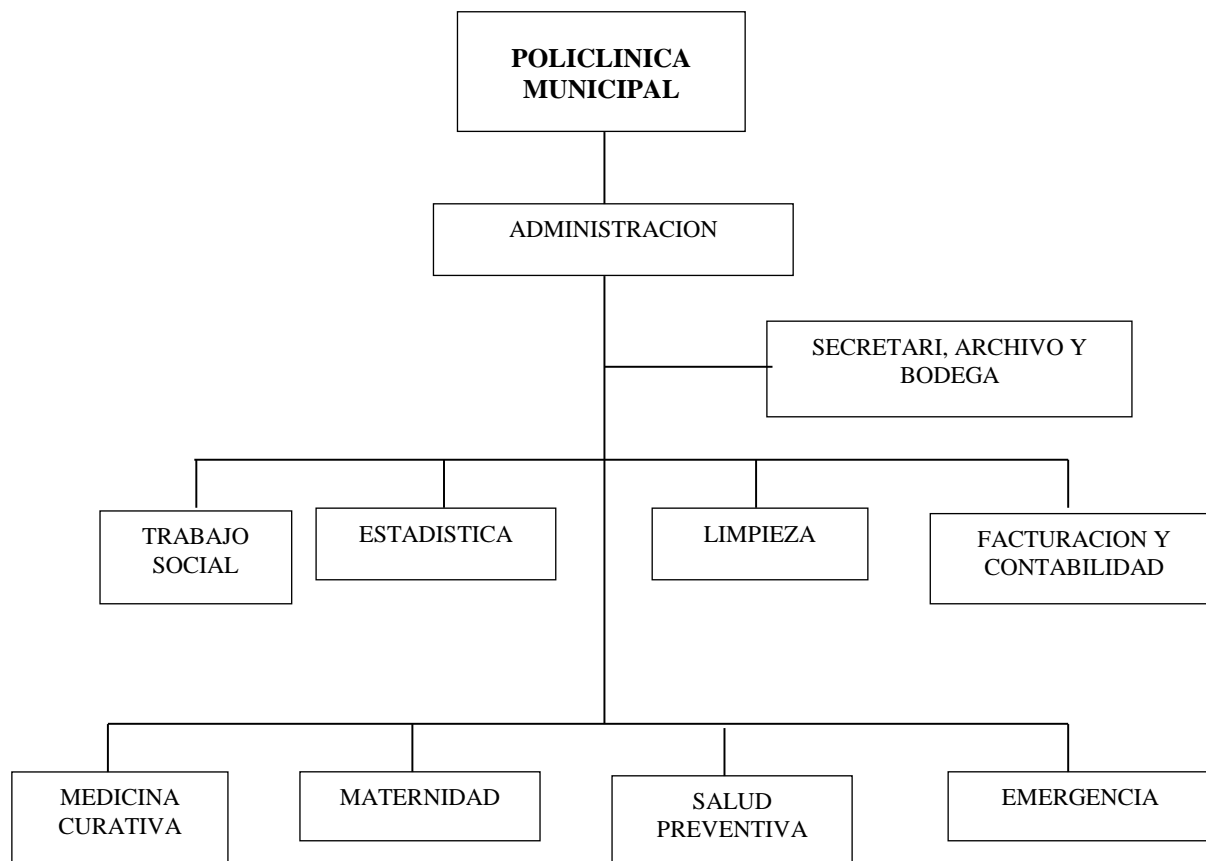 POLICLINICA
MUNICIPAL
ADMINISTRACION
SECRETARI, ARCHIVO Y
BODEGA
TRABAJO
SOCIAL
ESTADISTICA
LIMPIEZA
FACTURACION Y
CONTABILIDAD
MEDICINA
CURATIVA
MATERNIDAD
SALUD
PREVENTIVA
EMERGENCIA